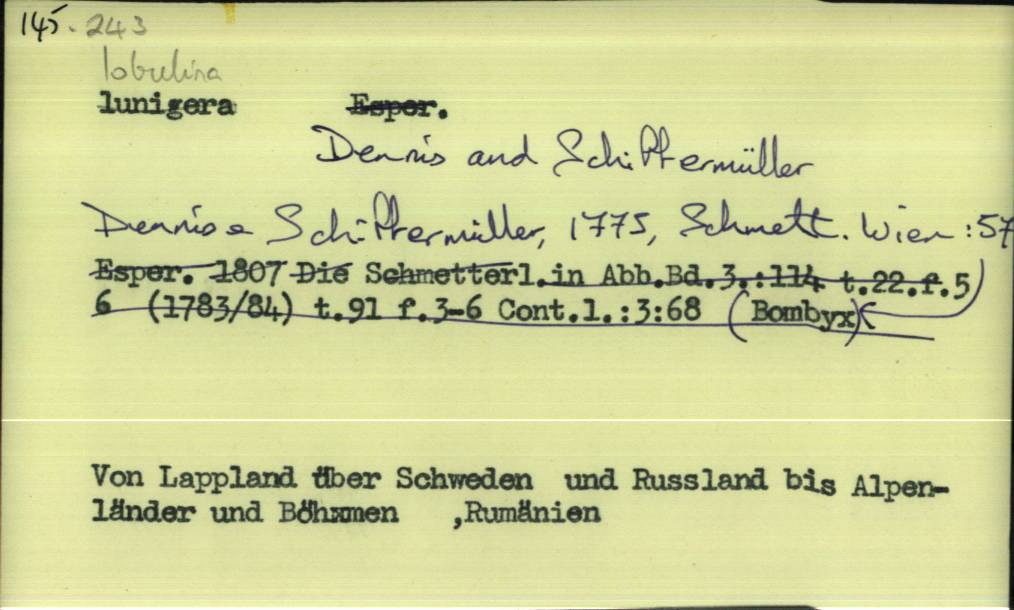 145. 243
lobulina
lunigera Esper.
Dennis and Schiffermüller
Dennis & Schiffermüller, 1775, Schmett. Wien :57
Esper. 1807 Die Schmetterl.in Abb.Bd.3.:114 t.22.f.5
6 (1783/84) t.91 f.3-6 Cont.1.:3:68 (Bombyx)
Von Lappland über Schweden und Russland bis Alpen-
länder und Böhxmen ,Rumänien